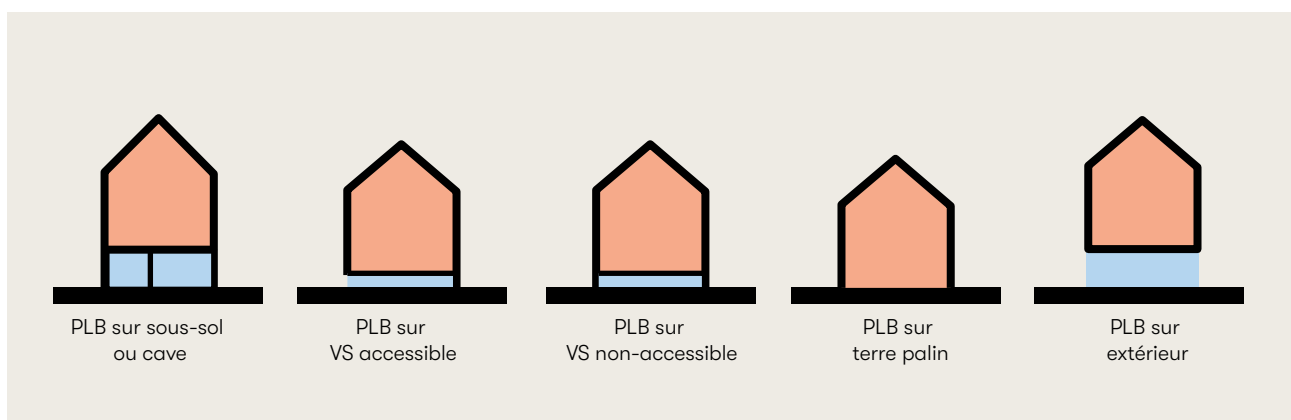 PLB sur sous-sol
ou cave
PLB sur
VS accessible
PLB sur
VS non-accessible
PLB sur
terre palin
PLB sur
extérieur